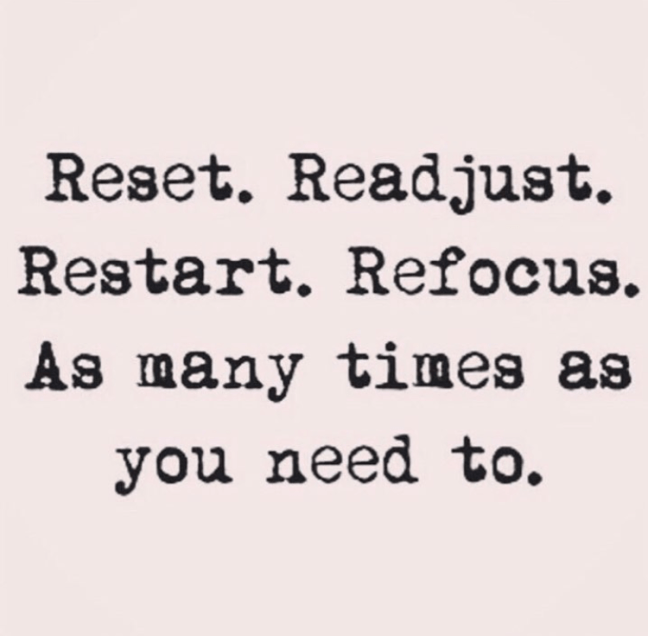 Reset. Readjust.
Restart. Refocus.
As many times as
you need to.